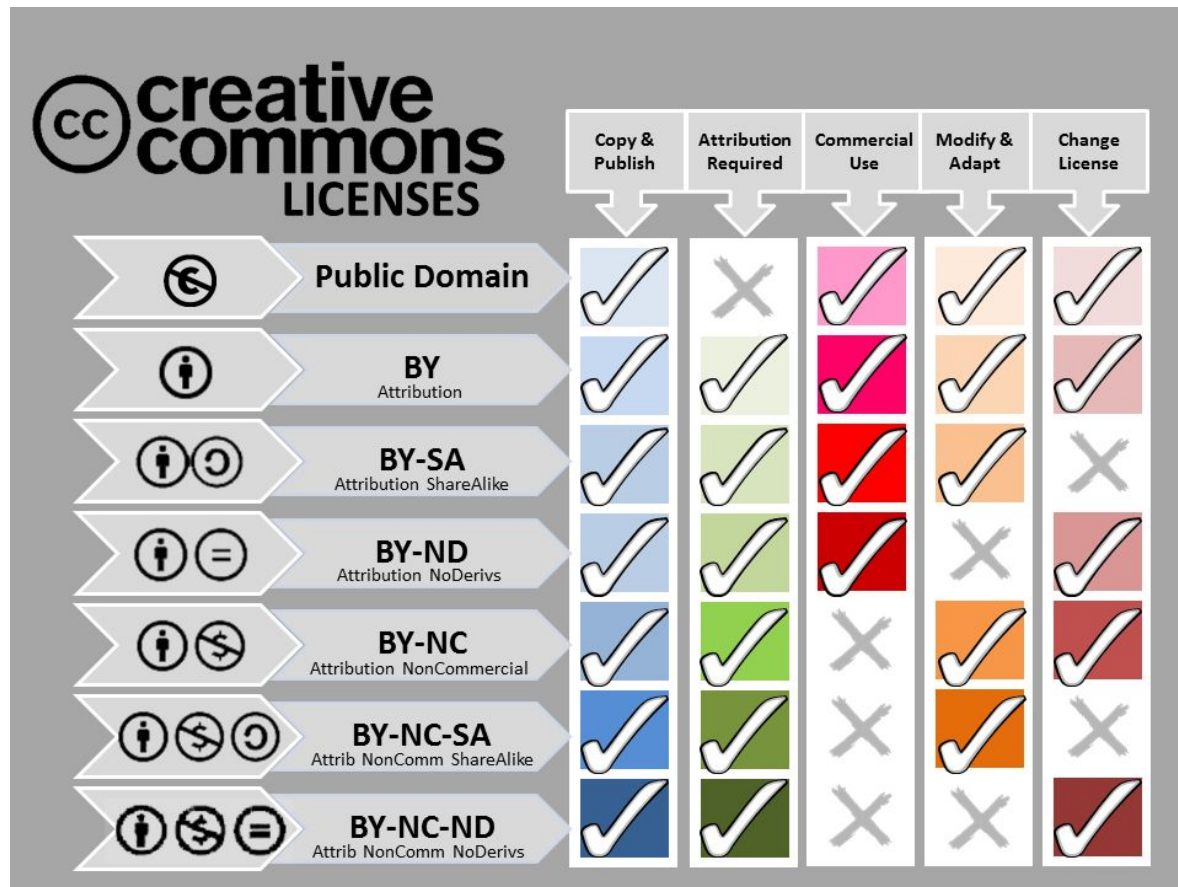 cc creative
commons
LICENSES
Copy &
Publish
Attribution
Required
Commercial
Use
Modify &
Adapt
Change
License
Public Domain
BY
Attribution
BY-SA
Attribution ShareAlike
BY-ND
Attribution NoDerivs
BY-NC
Attribution NonCommercial
BY-NC-SA
Attrib NonComm ShareAlike
BY-NC-ND
Attrib NonComm NoDerivs